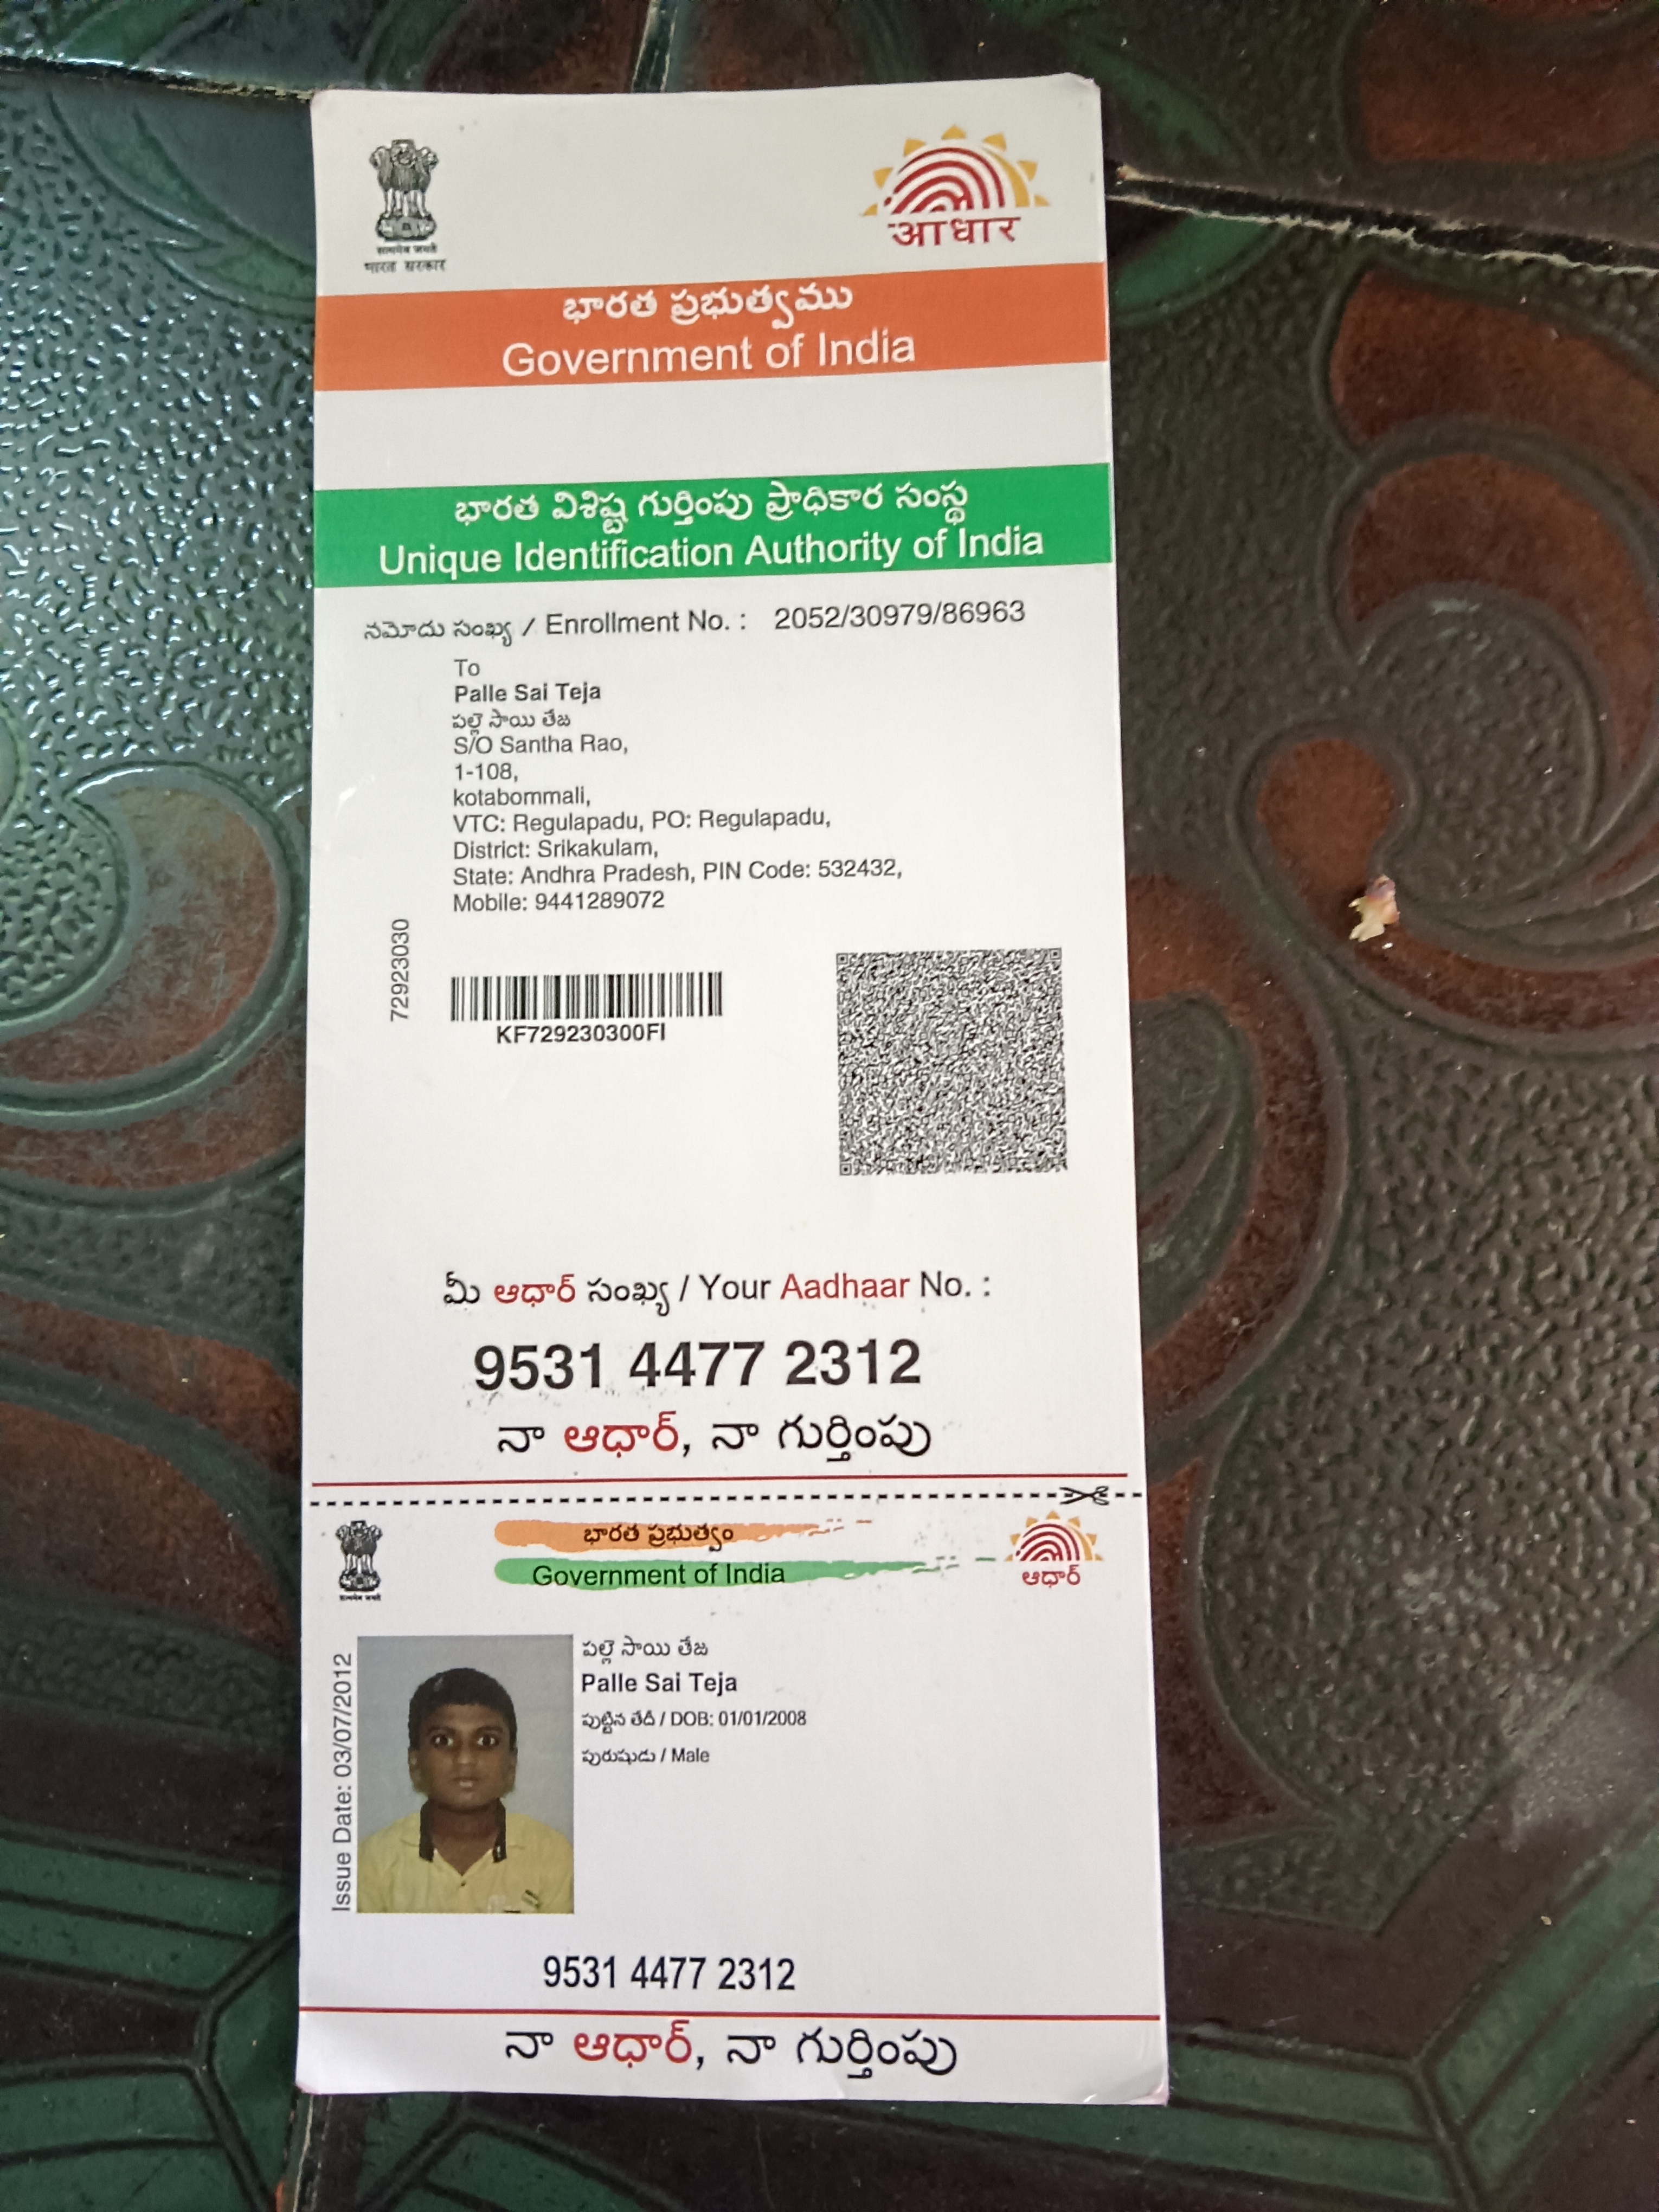 सत्यमेव जयते
भारत सरकार
आधार
భారత ప్రభుత్వము
Government of India
భారత విశిష్ట గుర్తింపు ప్రాధికార సంస్థ
Unique Identification Authority of India
నమోదు సంఖ్య / Enrollment No. : 2052/30979/86963
To
Palle Sai Teja
పల్లె సాయి తేజ
S/O Santha Rao,
1-108,
kotabommali,
VTC: Regulapadu, PO: Regulapadu,
District: Srikakulam,
State: Andhra Pradesh, PIN Code: 532432,
Mobile: 9441289072
72923030
KF729230300FI
మీ ఆధార్ సంఖ్య / Your Aadhaar No. :
9531 4477 2312
నా ఆధార్, నా గుర్తింపు
భారత ప్రభుత్వం
Government of India
सत्यमेव जयते
ఆధార్
Issue Date: 03/07/2012
పల్లె సాయి తేజ
Palle Sai Teja
పుట్టిన తేదీ / DOB: 01/01/2008
పురుషుడు / Male
9531 4477 2312
నా ఆధార్, నా గుర్తింపు